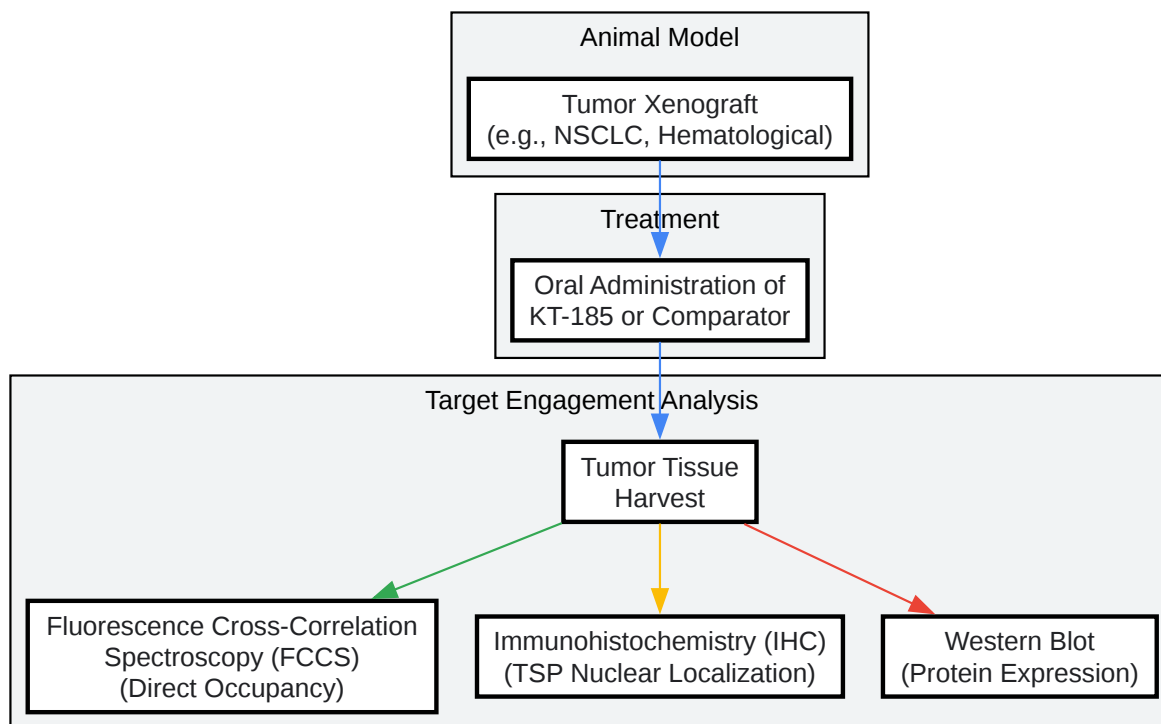 Animal Model
Tumor Xenograft
(e.g., NSCLC, Hematological)
Treatment
Oral Administration of
KT-185 or Comparator
Target Engagement Analysis
Tumor Tissue
Harvest
Fluorescence Cross-Correlation
Spectroscopy (FCCS)
(Direct Occupancy)
Immunohistochemistry (IHC)
(TSP Nuclear Localization)
Western Blot
(Protein Expression)